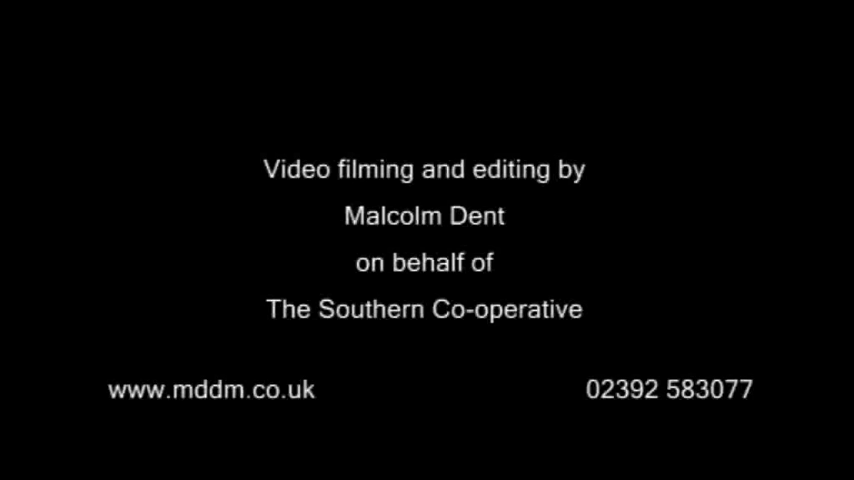 Video filming and editing by
Malcolm Dent
on behalf of
The Southern Co-operative
www.mddm.co.uk 02392 583077